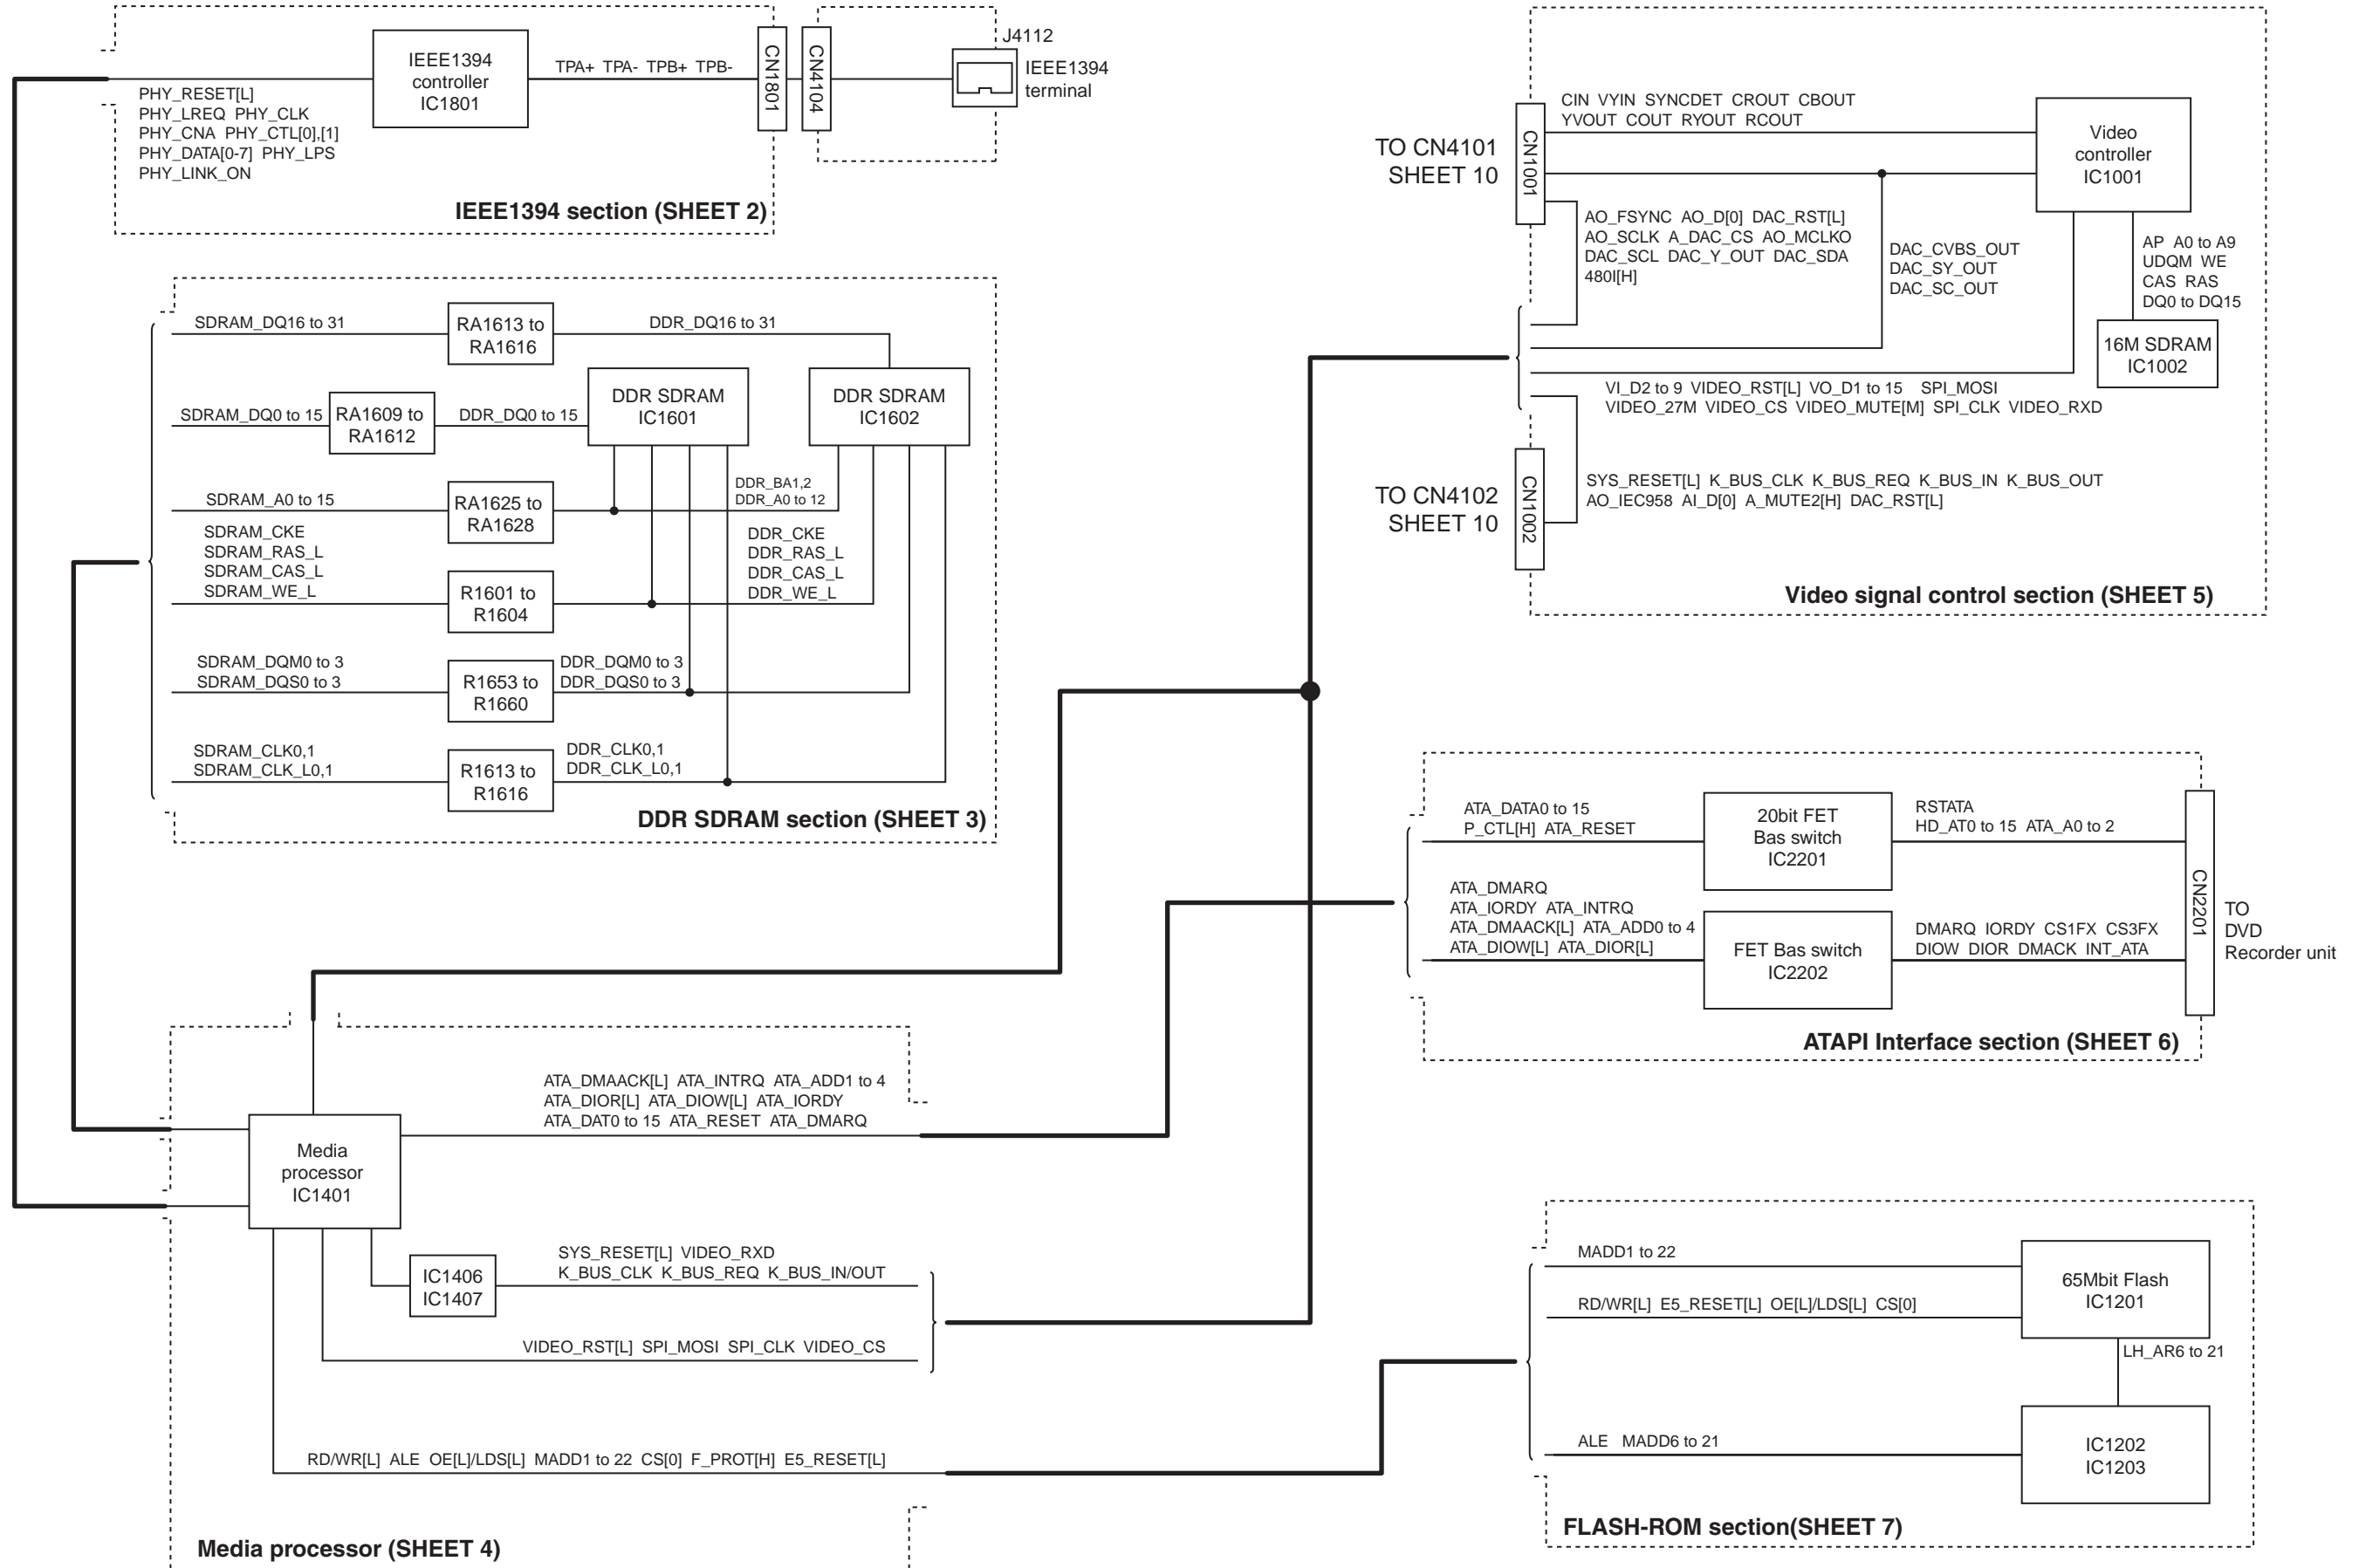 IEEE1394
controller
IC1801
TPA+ TPA- TPB+ TPB-
CN1801
CN4104
J4112
IEEE1394
terminal
PHY_RESET[L]
PHY_LREQ PHY_CLK
PHY_CNA PHY_CTL[0],[1]
PHY_DATA[0-7] PHY_LPS
PHY_LINK_ON
IEEE1394 section (SHEET 2)
SDRAM_DQ16 to 31
RA1613 to
RA1616
DDR_DQ16 to 31
SDRAM_DQ0 to 15
RA1609 to
RA1612
DDR_DQ0 to 15
DDR SDRAM
IC1601
DDR SDRAM
IC1602
SDRAM_A0 to 15
RA1625 to
RA1628
DDR_BA1,2
DDR_A0 to 12
SDRAM_CKE
SDRAM_RAS_L
SDRAM_CAS_L
SDRAM_WE_L
R1601 to
R1604
DDR_CKE
DDR_RAS_L
DDR_CAS_L
DDR_WE_L
SDRAM_DQM0 to 3
SDRAM_DQS0 to 3
R1653 to
R1660
DDR_DQM0 to 3
DDR_DQS0 to 3
SDRAM_CLK0,1
SDRAM_CLK_L0,1
R1613 to
R1616
DDR_CLK0,1
DDR_CLK_L0,1
DDR SDRAM section (SHEET 3)
TO CN4101
SHEET 10
CN1001
CIN VYIN SYNCDET CROUT CBOUT
YVOUT COUT RYOUT RCOUT
Video
controller
IC1001
AO_FSYNC AO_D[0] DAC_RST[L]
AO_SCLK A_DAC_CS AO_MCLKO
DAC_SCL DAC_Y_OUT DAC_SDA
480I[H]
DAC_CVBS_OUT
DAC_SY_OUT
DAC_SC_OUT
AP A0 to A9
UDQM WE
CAS RAS
DQ0 to DQ15
16M SDRAM
IC1002
VI_D2 to 9 VIDEO_RST[L] VO_D1 to 15 SPI_MOSI
VIDEO_27M VIDEO_CS VIDEO_MUTE[M] SPI_CLK VIDEO_RXD
TO CN4102
SHEET 10
CN1002
SYS_RESET[L] K_BUS_CLK K_BUS_REQ K_BUS_IN K_BUS_OUT
AO_IEC958 AI_D[0] A_MUTE2[H] DAC_RST[L]
Video signal control section (SHEET 5)
ATA_DATA0 to 15
P_CTL[H] ATA_RESET
20bit FET
Bas switch
IC2201
RSTATA
HD_AT0 to 15 ATA_A0 to 2
ATA_DMARQ
ATA_IORDY ATA_INTRQ
ATA_DMAACK[L] ATA_ADD0 to 4
ATA_DIOW[L] ATA_DIOR[L]
FET Bas switch
IC2202
DMARQ IORDY CS1FX CS3FX
DIOW DIOR DMACK INT_ATA
CN2201
TO
DVD
Recorder unit
ATAPI Interface section (SHEET 6)
ATA_DMAACK[L] ATA_INTRQ ATA_ADD1 to 4
ATA_DIOR[L] ATA_DIOW[L] ATA_IORDY
ATA_DAT0 to 15 ATA_RESET ATA_DMARQ
Media
processor
IC1401
IC1406
IC1407
SYS_RESET[L] VIDEO_RXD
K_BUS_CLK K_BUS_REQ K_BUS_IN/OUT
VIDEO_RST[L] SPI_MOSI SPI_CLK VIDEO_CS
RD/WR[L] ALE OE[L]/LDS[L] MADD1 to 22 CS[0] F_PROT[H] E5_RESET[L]
Media processor (SHEET 4)
MADD1 to 22
RD/WR[L] E5_RESET[L] OE[L]/LDS[L] CS[0]
65Mbit Flash
IC1201
LH_AR6 to 21
ALE MADD6 to 21
IC1202
IC1203
FLASH-ROM section(SHEET 7)